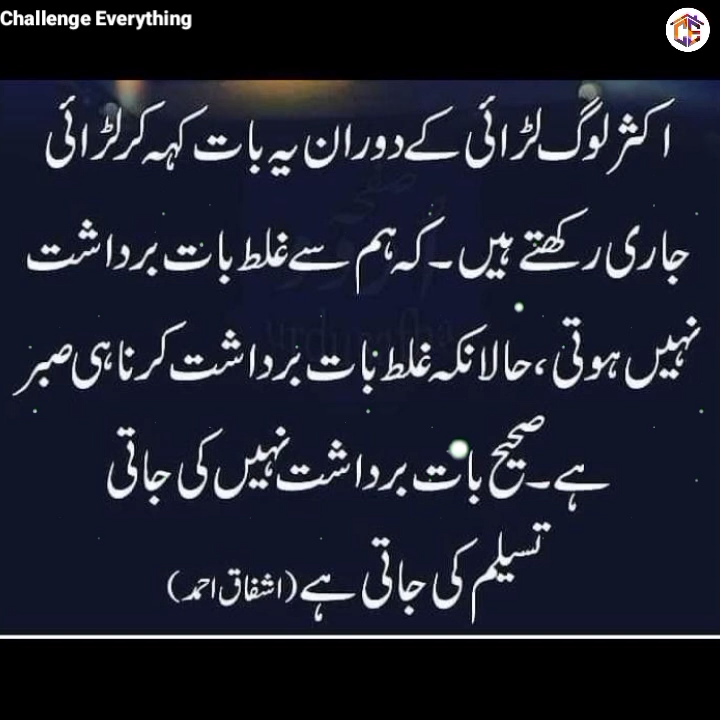 Challenge Everything
اکثر لوگ لڑائی کے دوران یہ بات کہہ کر لڑائی
جاری رکھتے ہیں۔ کہ ہم سے غلط بات برداشت
نہیں ہوتی، حالانکہ غلط بات برداشت کرنا ہی صبر
ہے۔ صحیح بات برداشت نہیں کی جاتی
تسیلم کی جاتی ہے (اشفاق احمد)